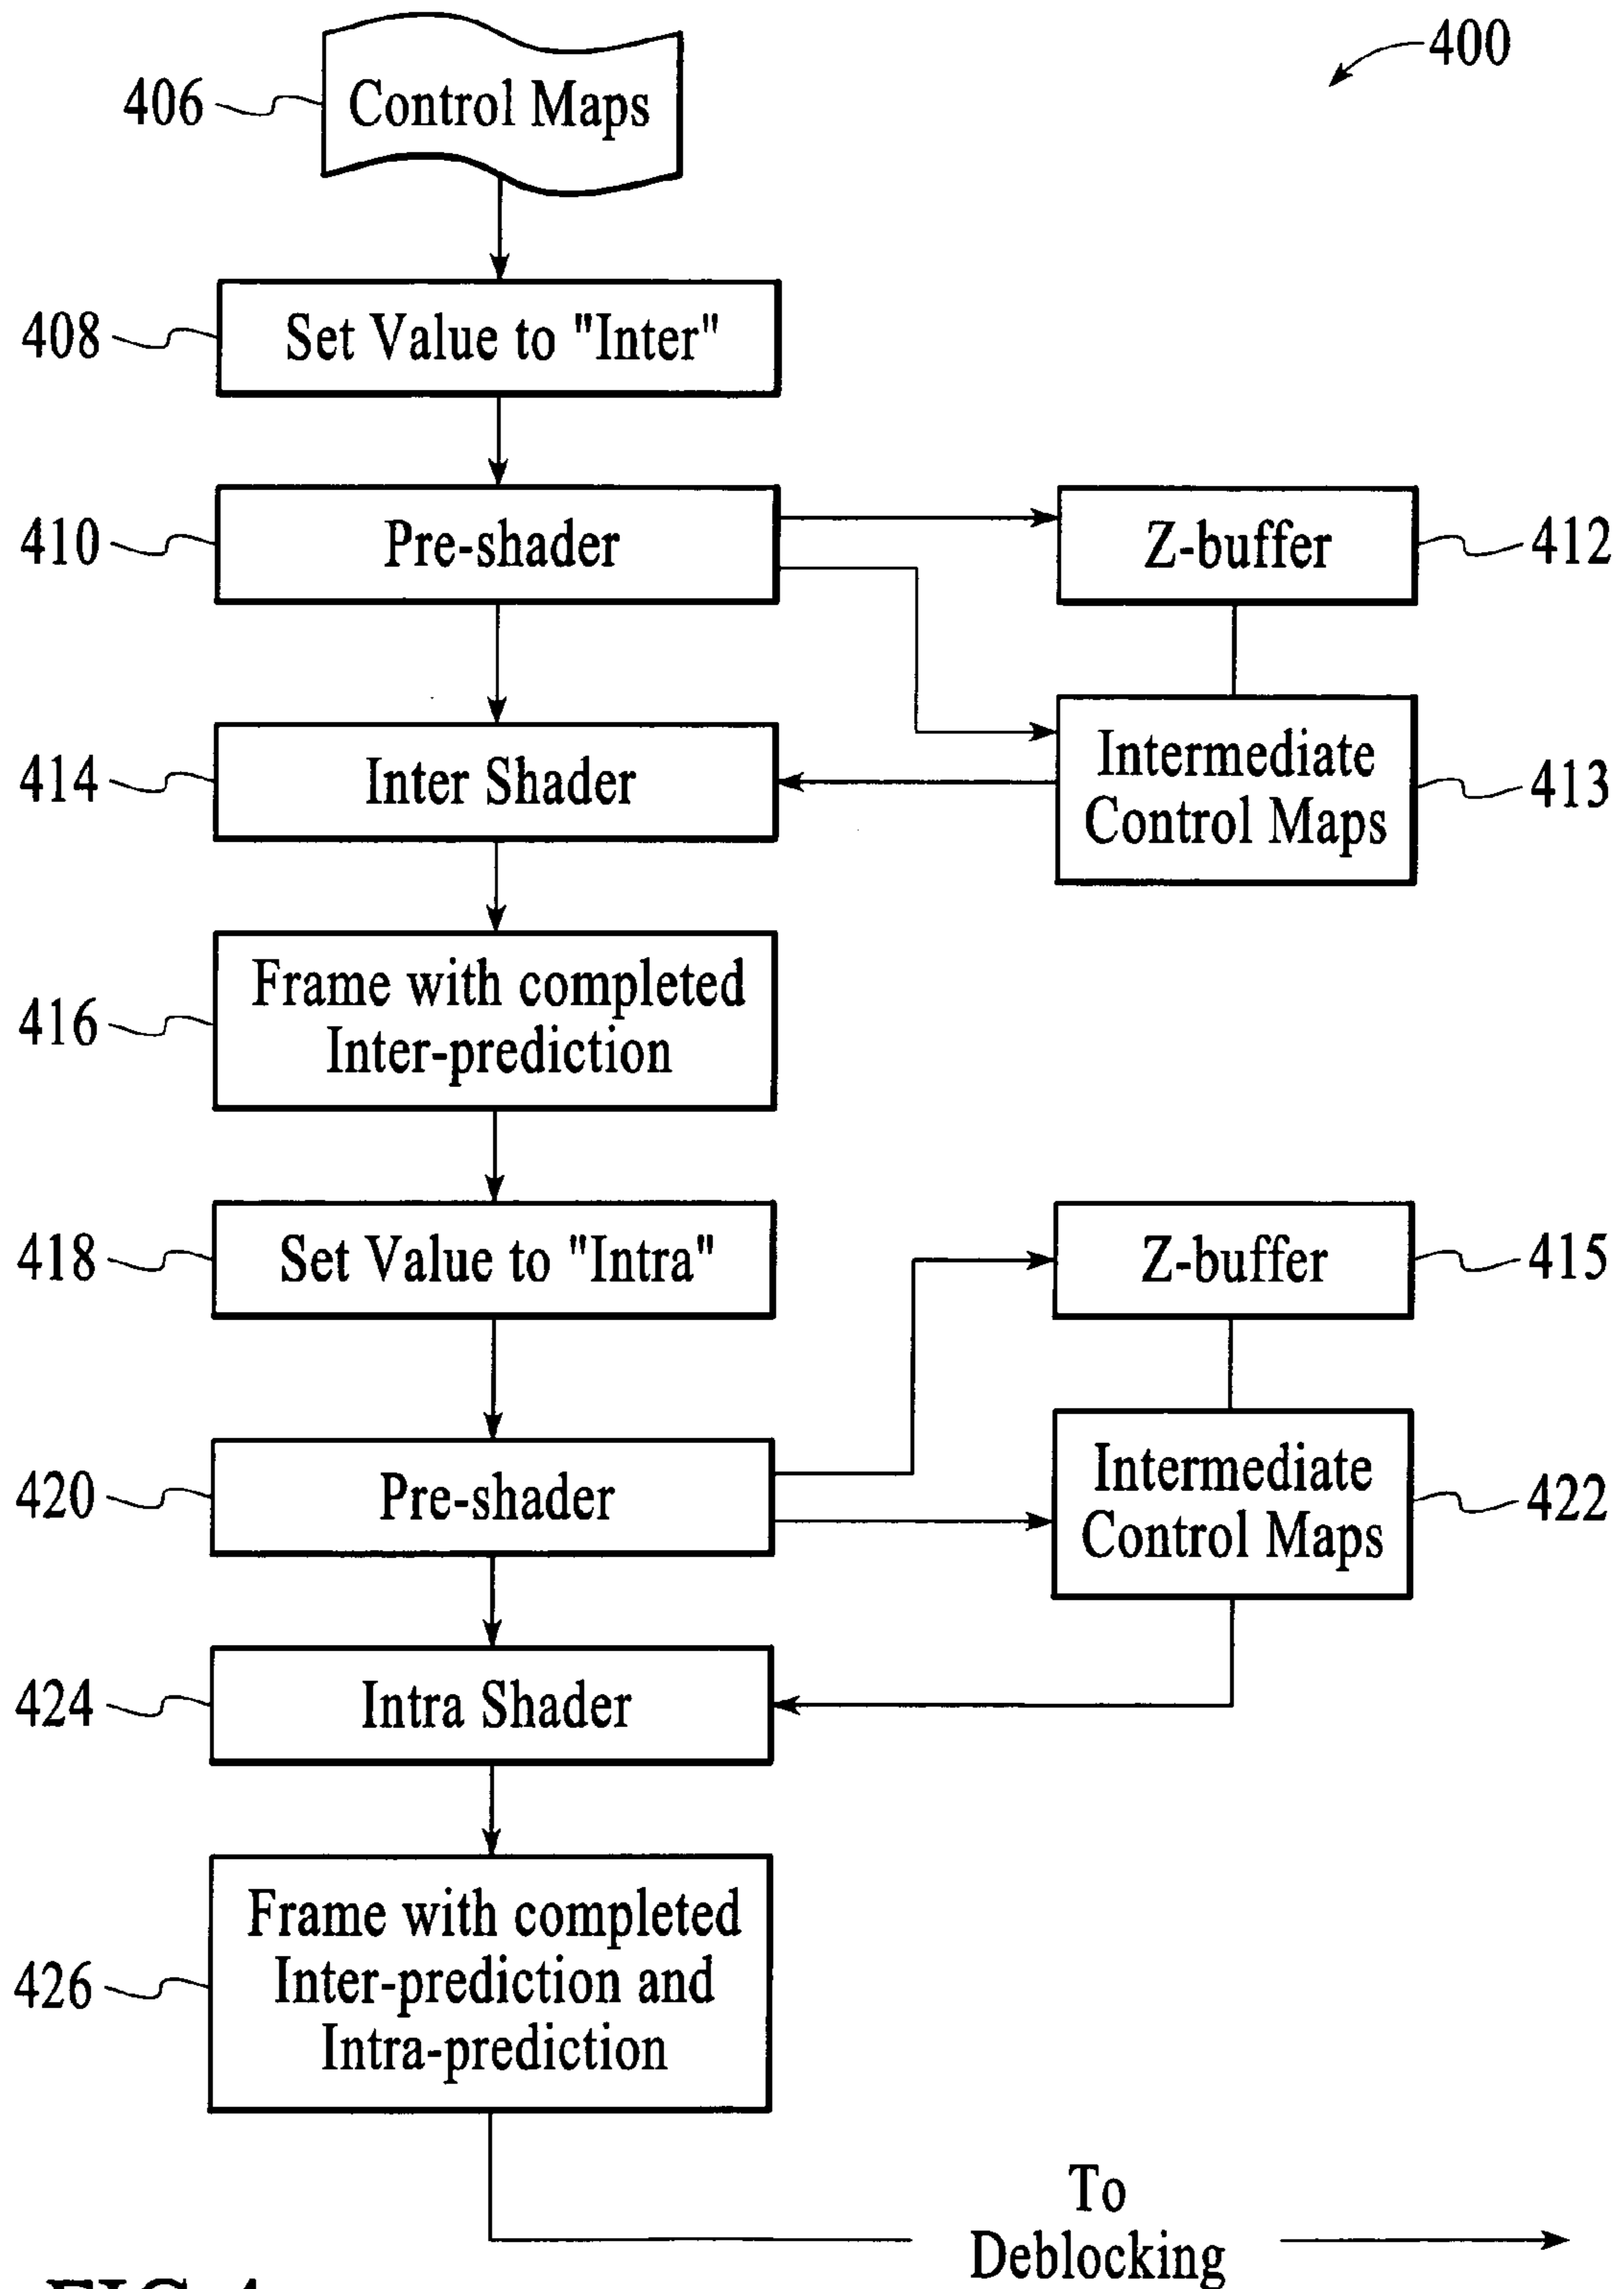 400
406
Control Maps
408
Set Value to "Inter"
410
Pre-shader
Z-buffer
412
414
Inter Shader
Intermediate
Control Maps
413
416
Frame with completed
Inter-prediction
418
Set Value to "Intra"
Z-buffer
415
420
Pre-shader
Intermediate
Control Maps
422
424
Intra Shader
426
Frame with completed
Inter-prediction and
Intra-prediction
To
Deblocking